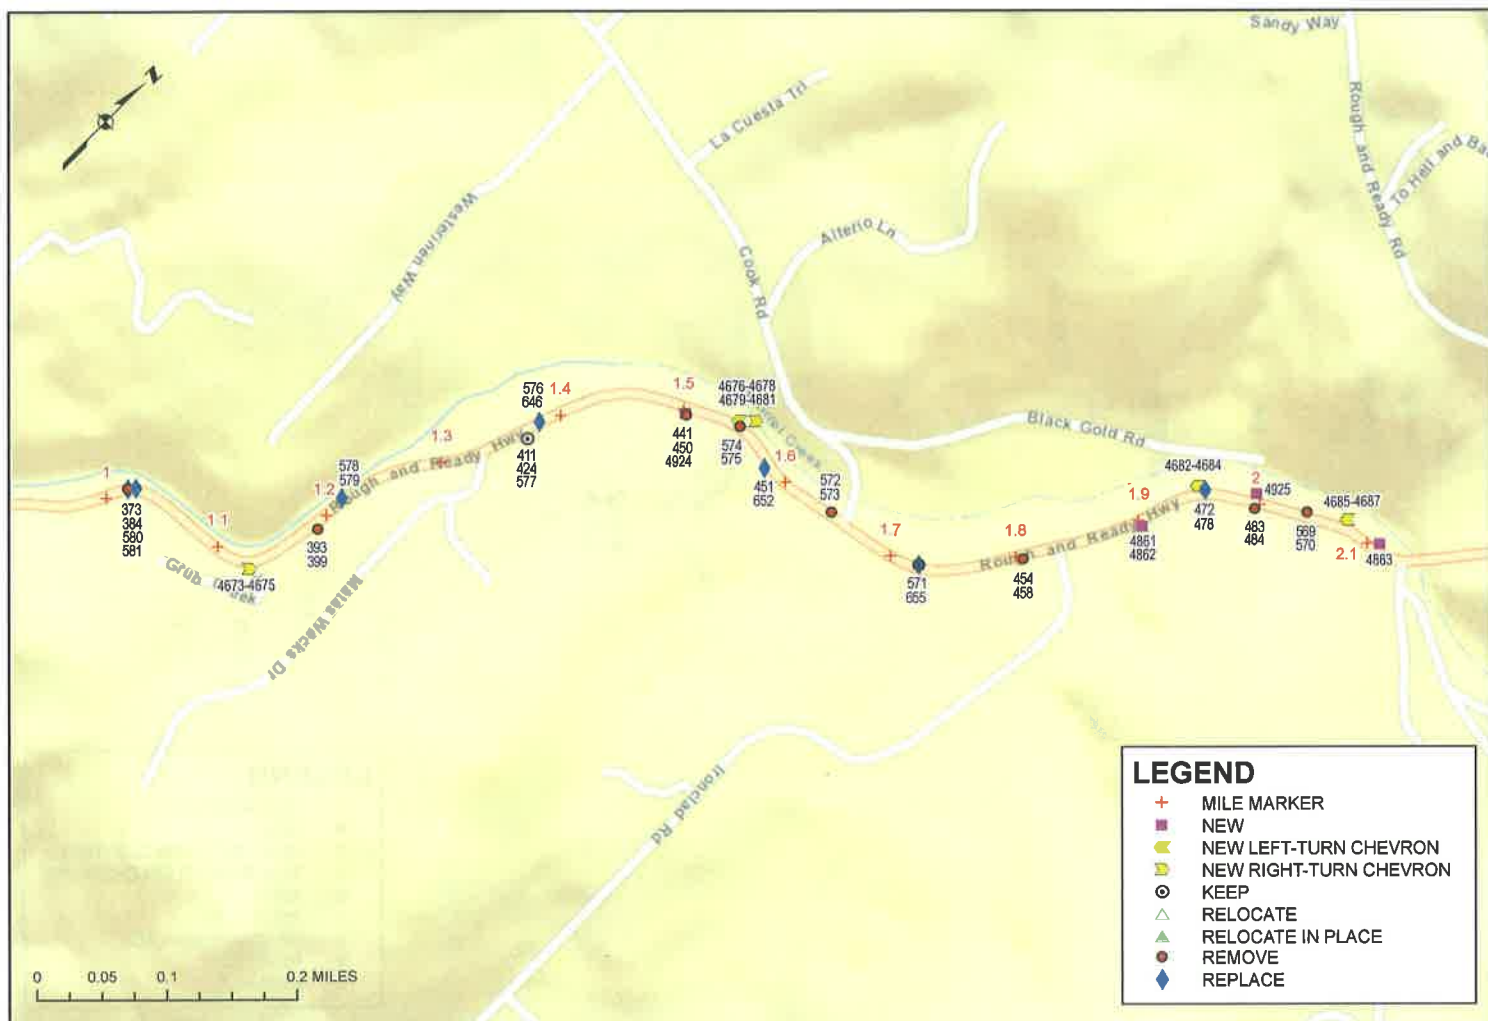 Sandy Way
N
Rough and Ready Rd
To Hell and Bac
La Cuesta Trl
Westerinen Way
Alterio Ln
Cook Rd
576
646
1.4
1.5
4676-4678
4679-4681
Black Gold Rd
1.3
Rough and Ready Hwy
411
424
577
441
450
4924
574
575
1.6
451
652
572
573
4682-4684
2
4925
4685-4687
1
578
579
1.2
1.9
472
478
483
484
569
570
373
384
580
581
1.1
393
399
1.7
1.8
Rough and Ready Hwy
4861
4862
2.1
4863
Grub Creek
4673-4675
571
655
454
458
Matas Wecks Dr
Ironclad Rd
LEGEND
MILE MARKER
NEW
NEW LEFT-TURN CHEVRON
NEW RIGHT-TURN CHEVRON
KEEP
RELOCATE
RELOCATE IN PLACE
REMOVE
REPLACE
0 0.05 0.1 0.2 MILES